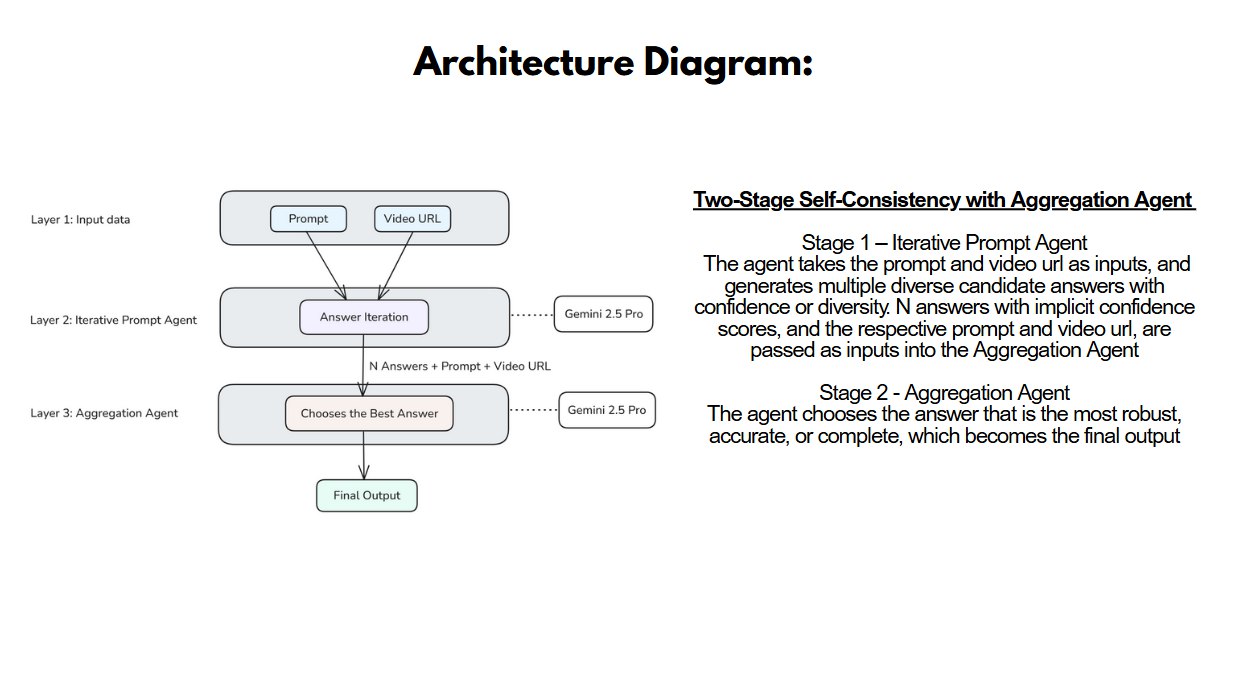 Architecture Diagram:
Layer 1: Input data
Prompt
Video URL
Layer 2: Iterative Prompt Agent
Answer Iteration
Gemini 2.5 Pro
N Answers + Prompt + Video URL
Layer 3: Aggregation Agent
Chooses the Best Answer
Gemini 2.5 Pro
Final Output
Two-Stage Self-Consistency with Aggregation Agent
Stage 1 – Iterative Prompt Agent
The agent takes the prompt and video url as inputs, and
generates multiple diverse candidate answers with
confidence or diversity. N answers with implicit confidence
scores, and the respective prompt and video url, are
passed as inputs into the Aggregation Agent
Stage 2 - Aggregation Agent
The agent chooses the answer that is the most robust,
accurate, or complete, which becomes the final output